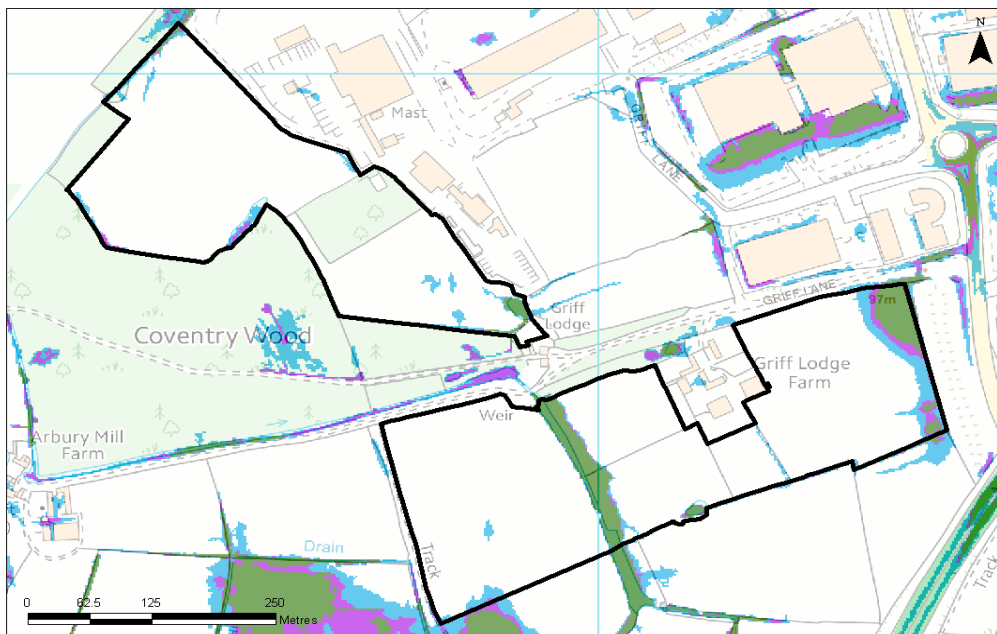 N
Mast
GRIFF
LANE
Griff
Lodge
GRIFF LANE
97m
Coventry Wood
Griff Lodge
Farm
Weir
Arbury Mill
Farm
Drain
Track
Track
0 62.5 125 250
Metres